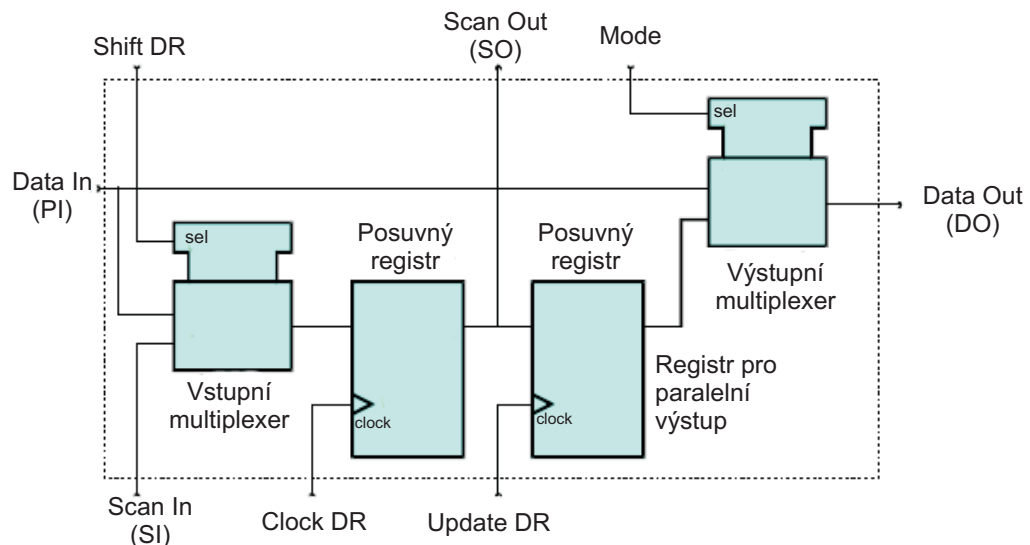 Shift DR
Scan Out
(SO)
Mode
sel
Data In
(PI)
Data Out
(DO)
sel
Posuvný
registr
Posuvný
registr
Výstupní
multiplexer
Vstupní
multiplexer
clock
clock
Registr pro
paralelní
výstup
Scan In
(SI)
Clock DR
Update DR